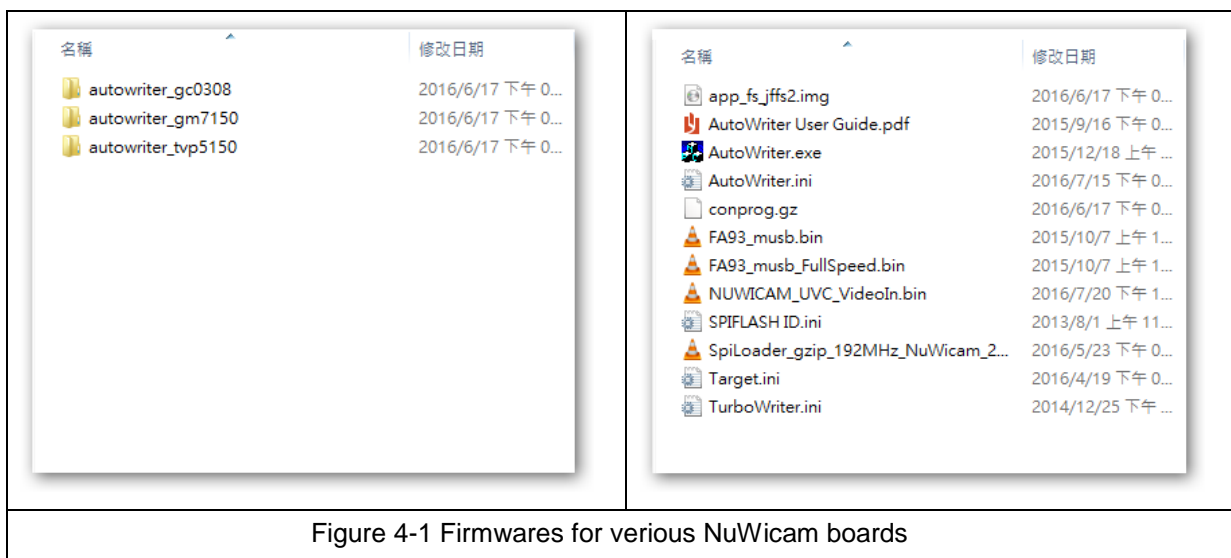 名稱 修改日期
autowriter_gc0308 2016/6/17 下午 0...
autowriter_gm7150 2016/6/17 下午 0...
autowriter_tvp5150 2016/6/17 下午 0...
名稱 修改日期
app_fs_jffs2.img 2016/6/17 下午 0...
AutoWriter User Guide.pdf 2015/9/16 下午 0...
AutoWriter.exe 2015/12/18 上午 ...
AutoWriter.ini 2016/7/15 下午 0...
conprog.gz 2016/6/17 下午 0...
FA93_musb.bin 2015/10/7 上午 1...
FA93_musb_FullSpeed.bin 2015/10/7 上午 1...
NUWICAM_UVC_VideoIn.bin 2016/7/20 下午 1...
SPIFLASH ID.ini 2013/8/1 上午 11...
SpiLoader_gzip_192MHz_NuWicam_2... 2016/5/23 下午 0...
Target.ini 2016/4/19 下午 0...
TurboWriter.ini 2014/12/25 下午 ...
Figure 4-1 Firmwares for verious NuWicam boards